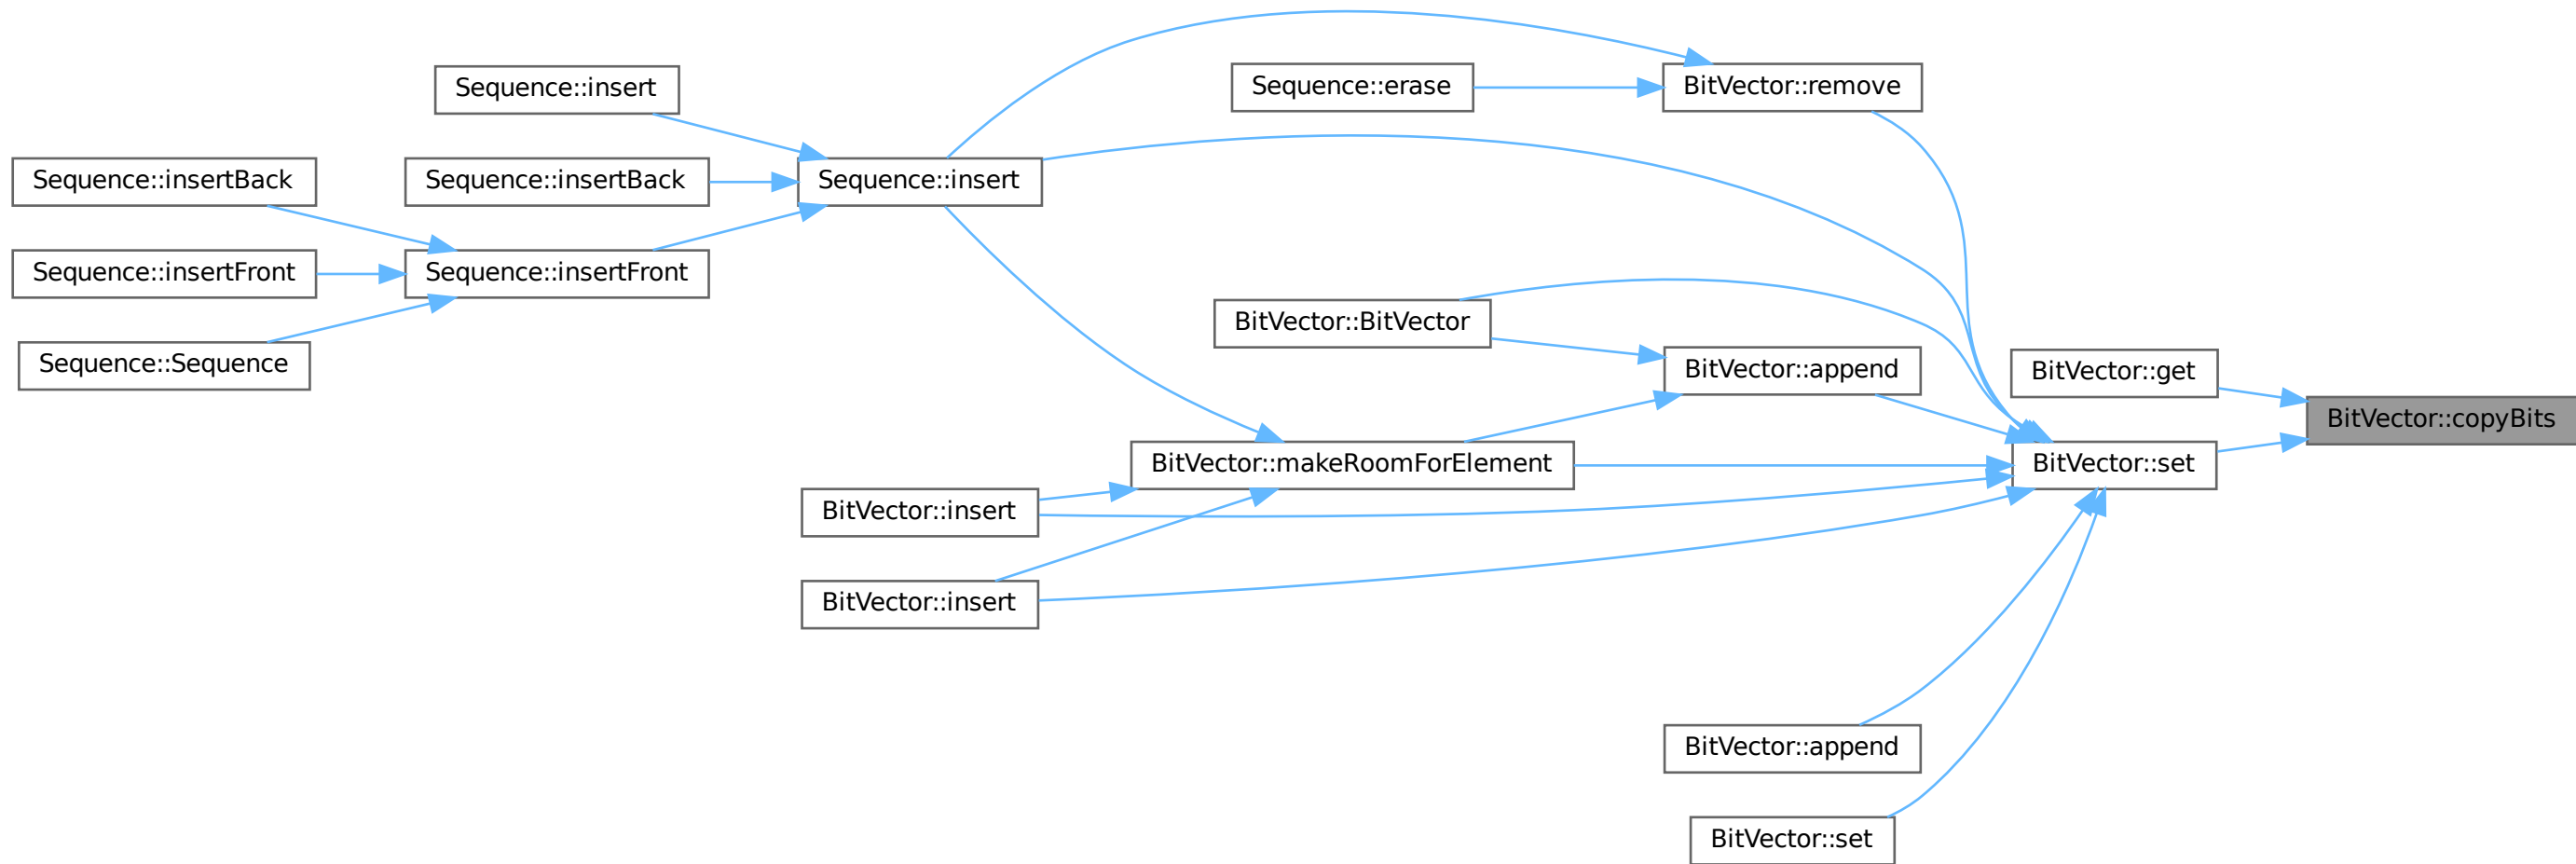 Sequence::insert
Sequence::erase
BitVector::remove
Sequence::insertBack
Sequence::insertBack
Sequence::insert
Sequence::insertFront
Sequence::insertFront
BitVector::BitVector
Sequence::Sequence
BitVector::append
BitVector::get
BitVector::copyBits
BitVector::makeRoomForElement
BitVector::set
BitVector::insert
BitVector::insert
BitVector::append
BitVector::set